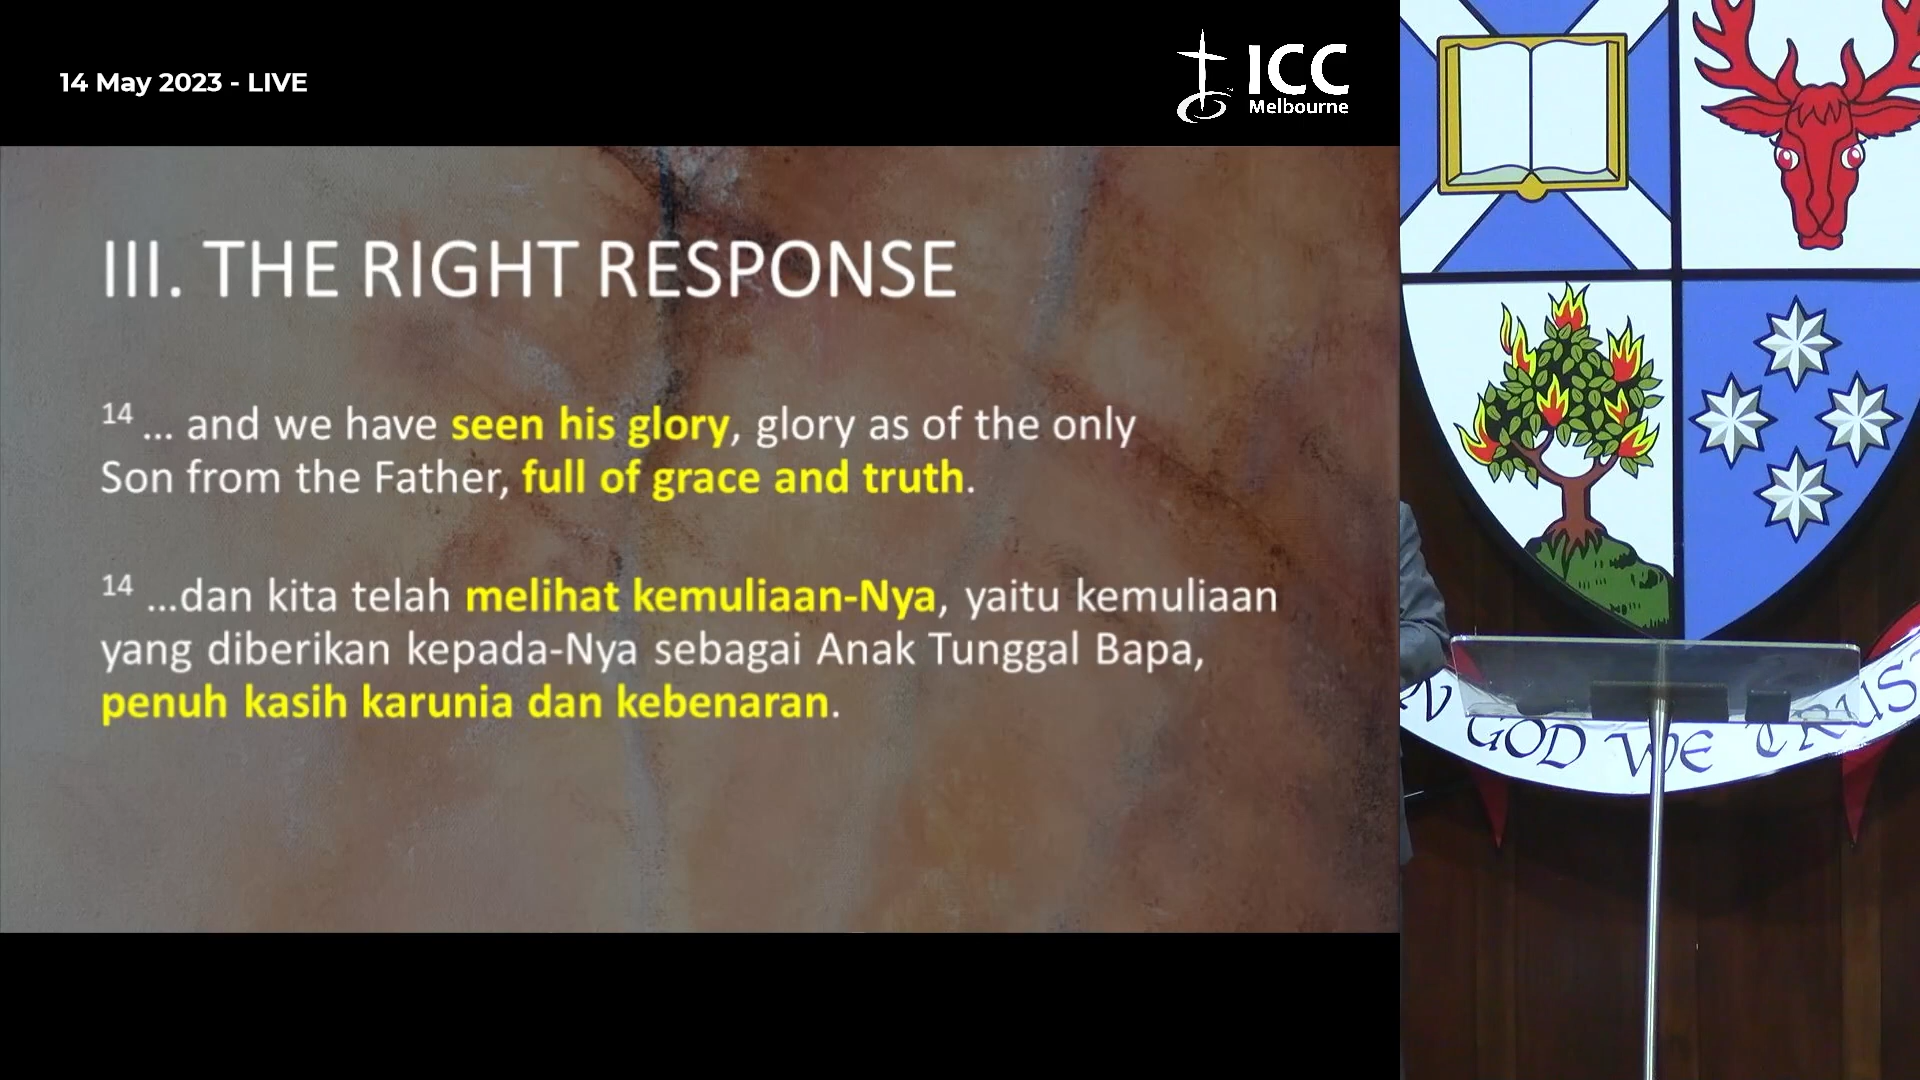 14 May 2023 - LIVE
ICC
Melbourne
III. THE RIGHT RESPONSE
14 ... and we have seen his glory, glory as of the only
Son from the Father, full of grace and truth.
14 ...dan kita telah melihat kemuliaan-Nya, yaitu kemuliaan
yang diberikan kepada-Nya sebagai Anak Tunggal Bapa,
penuh kasih karunia dan kebenaran.
GOD WE TRUS